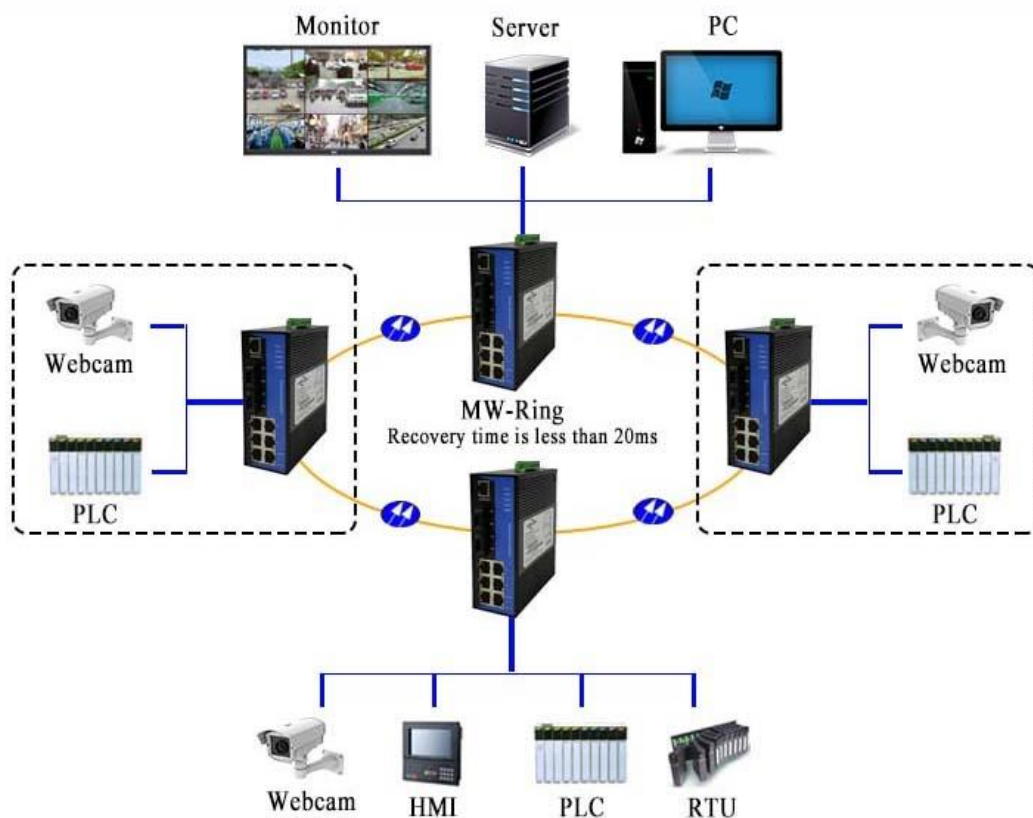 Monitor
Server
PC
Webcam
Webcam
MW-Ring
Recovery time is less than 20ms
PLC
PLC
Webcam
HMI
PLC
RTU